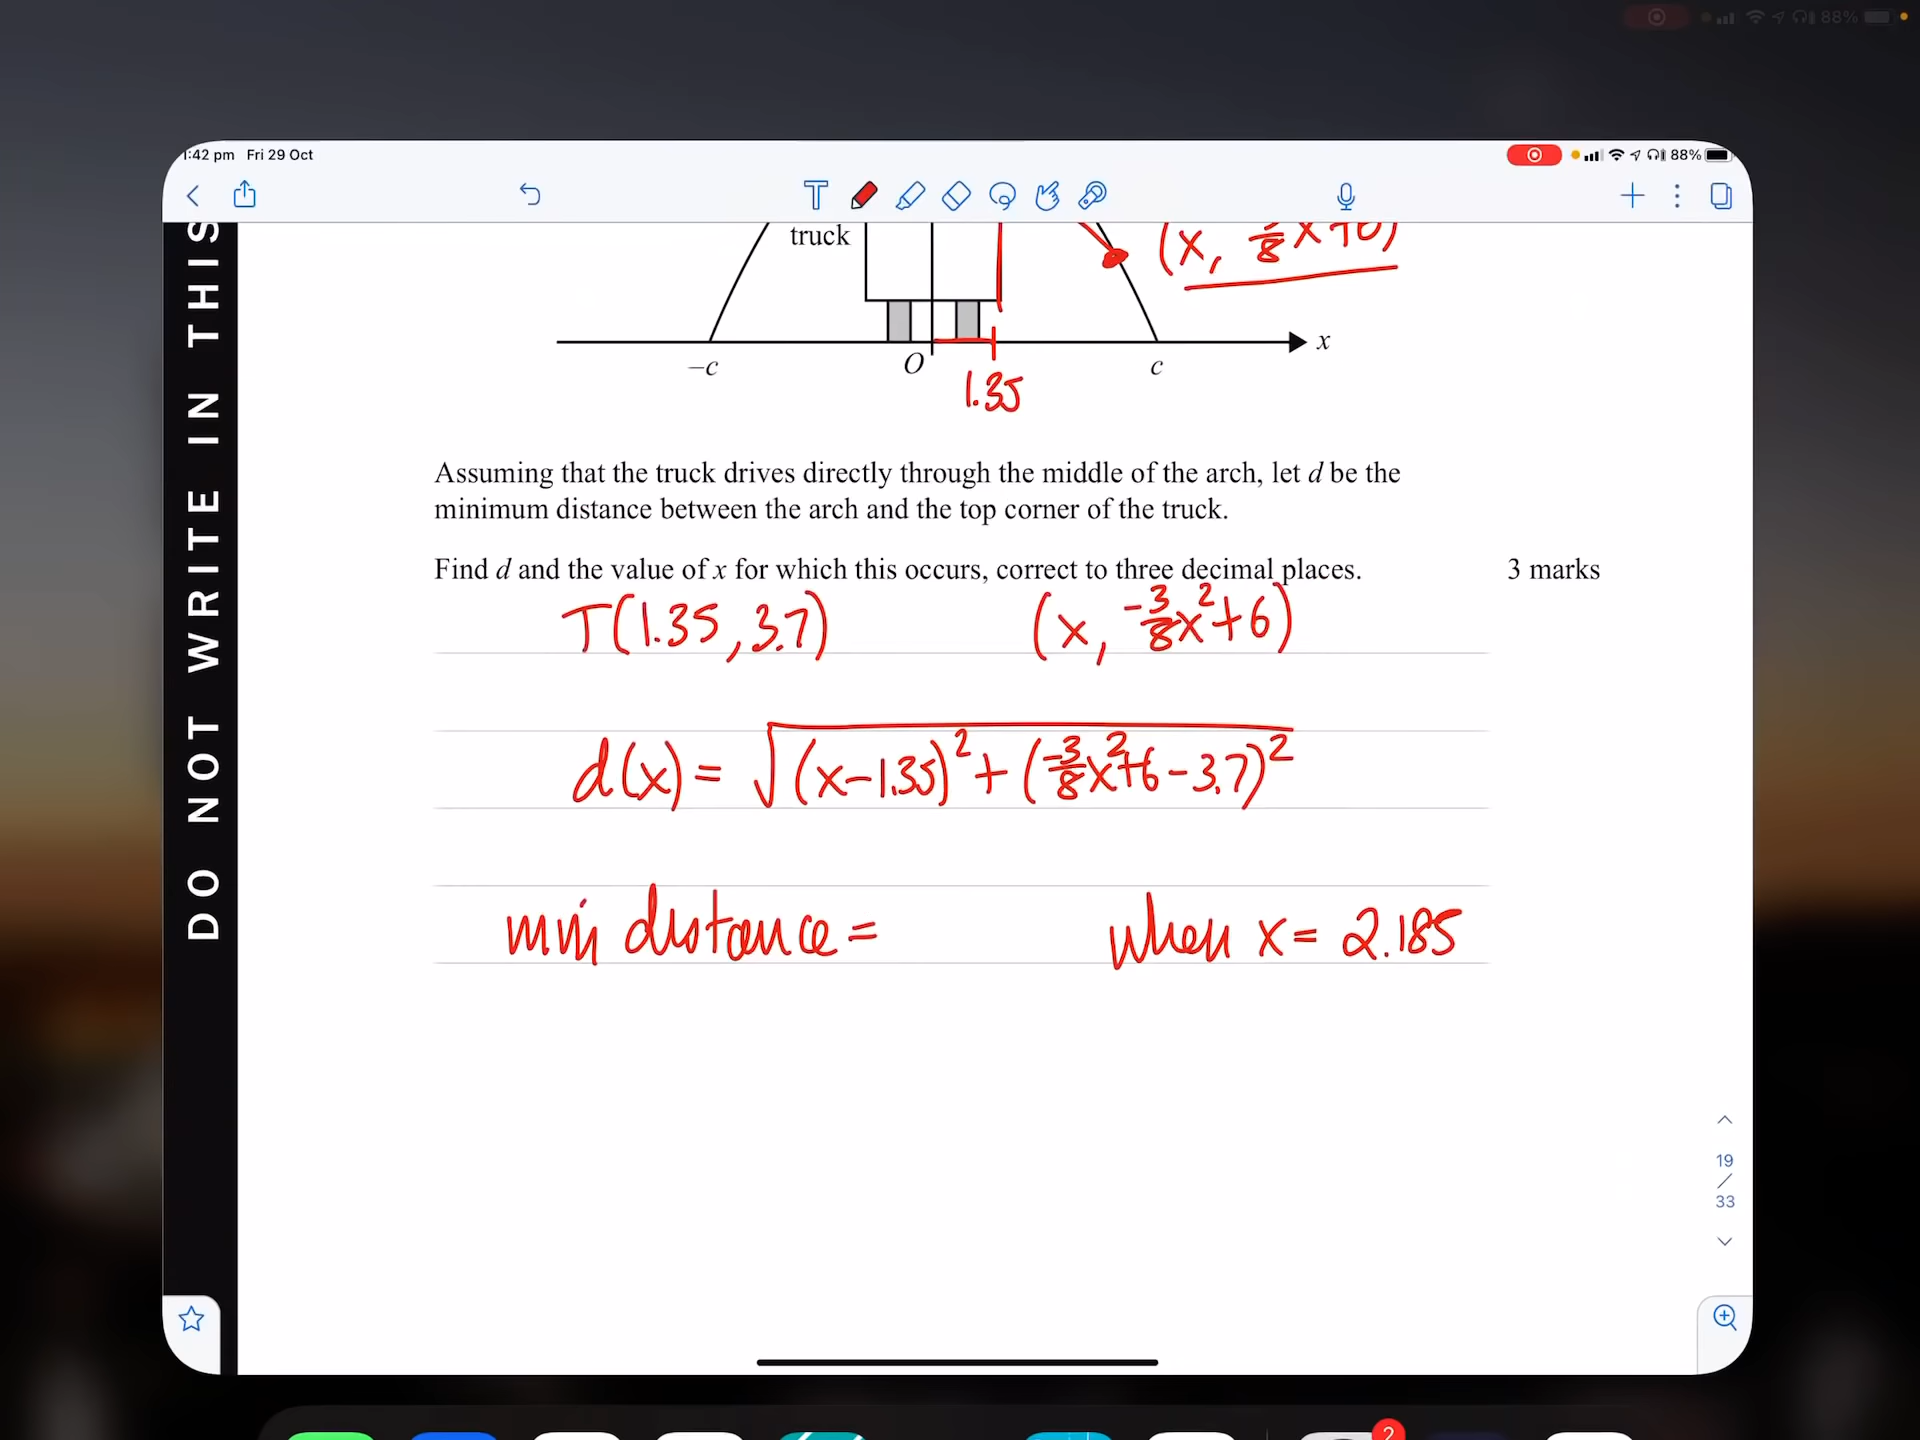 88%
1:42 pm Fri 29 Oct
88%
T
DO NOT WRITE IN THIS
truck
−c
O
c
x
1.35
Assuming that the truck drives directly through the middle of the arch, let d be the
minimum distance between the arch and the top corner of the truck.
Find d and the value of x for which this occurs, correct to three decimal places. 3 marks
T(1.35, 3.7) (x, -3/8x²+6)
d(x) = √(x-1.35)² + (-3/8x²+6-3.7)²
min distance = when x = 2.185
19
/
33
2